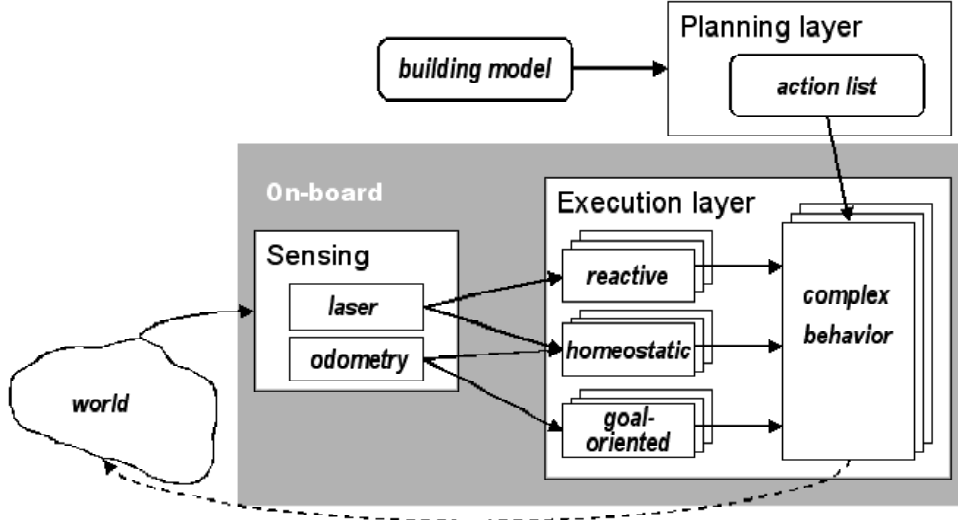 Planning layer
building model
action list
On-board
Execution layer
Sensing
reactive
laser
complex
behavior
homeostatic
odometry
world
goal-
oriented